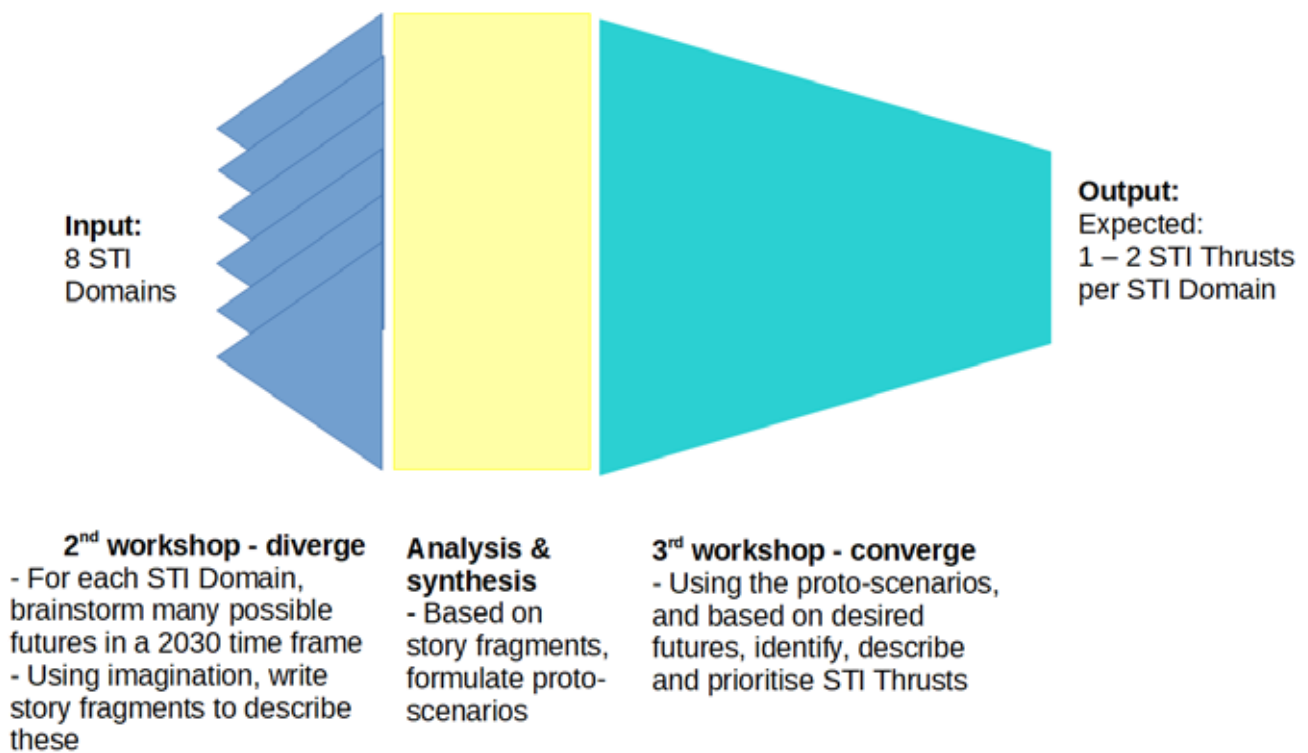 Input:
8 STI
Domains
Output:
Expected:
1 – 2 STI Thrusts
per STI Domain
2nd workshop - diverge
- For each STI Domain,
brainstorm many possible
futures in a 2030 time frame
- Using imagination, write
story fragments to describe
these
Analysis &
synthesis
- Based on
story fragments,
formulate proto-
scenarios
3rd workshop - converge
- Using the proto-scenarios,
and based on desired
futures, identify, describe
and prioritise STI Thrusts